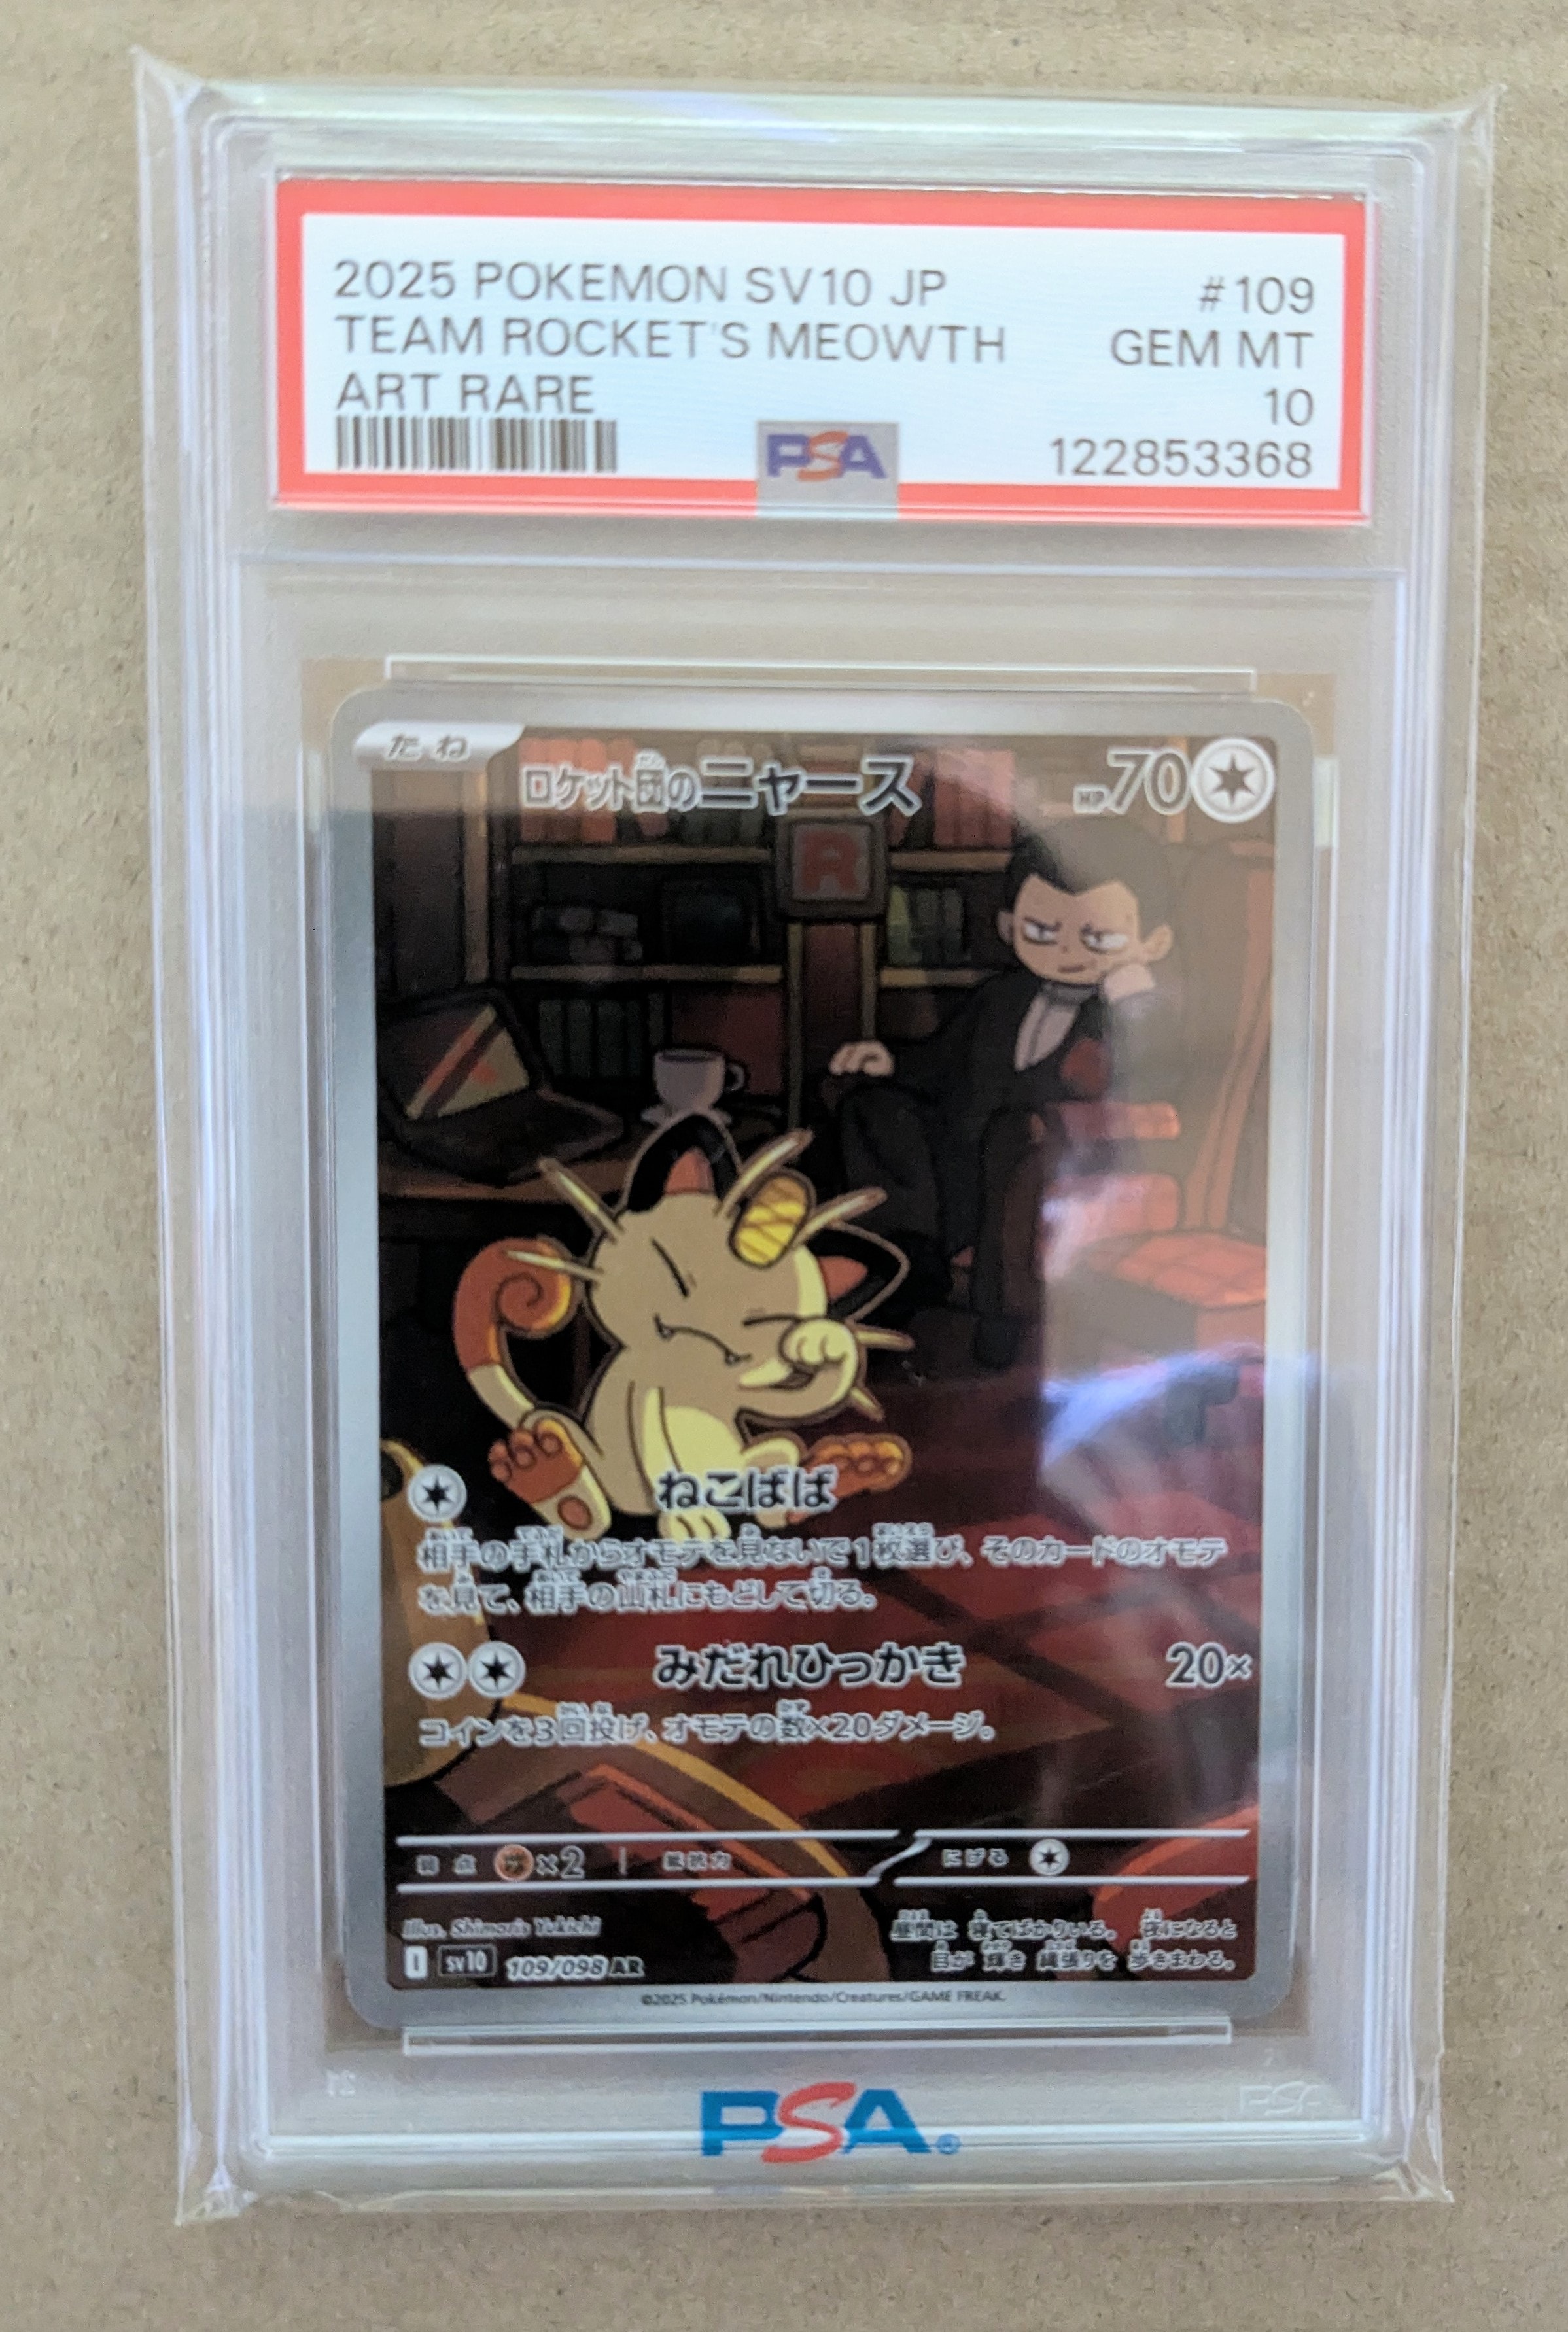 2025 POKEMON SV10 JP #109
TEAM ROCKET'S MEOWTH GEM MT
ART RARE 10
PSA 122853368
たね ロケット団のニャース HP70
R
ねこばば
相手の手札からオモテを見ないで1枚選び、そのカードのオモテ
を見て、相手の山札にもどして切る。
みだれひっかき 20×
コインを3回投げ、オモテの数×20ダメージ。
弱点 ×2 抵抗力 にげる
Illus. Shimaris Yukichi
昼間は 寝てばかりいる。 夜になると
目が 輝き 縄張りを 歩きまわる。
I SV10 109/098 AR
©2025 Pokémon/Nintendo/Creatures/GAME FREAK.
PSA®
PSA